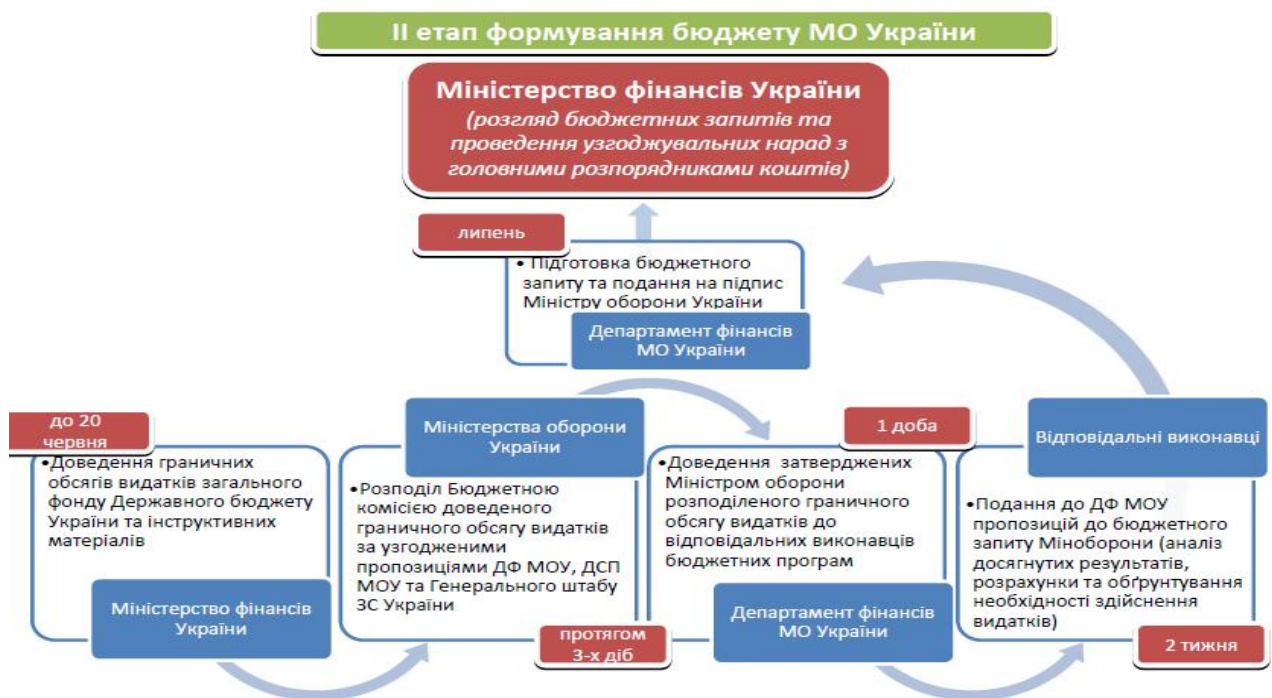 ІІ етап формування бюджету МО України
Міністерство фінансів України
(розгляд бюджетних запитів та
проведення узгоджувальних нарад з
головними розпорядниками коштів)
липень
• Підготовка бюджетного
запиту та подання на підпис
Міністру оборони України
Департамент фінансів
МО України
до 20
червня
•Доведення граничних
обсягів видатків загального
фонду Державного бюджету
України та інструктивних
матеріалів
Міністерство фінансів
України
Міністерства оборони
України
•Розподіл Бюджетною
комісією доведеного
граничного обсягу видатків
за узгодженими
пропозиціями ДФ МОУ, ДСП
МОУ та Генерального штабу
ЗС України
протягом
3-х діб
1 доба
•Доведення затверджених
Міністром оборони
розподіленого граничного
обсягу видатків до
відповідальних виконавців
бюджетних програм
Департамент фінансів
МО України
Відповідальні виконавці
•Подання до ДФ МОУ
пропозицій до бюджетного
запиту Міноборони (аналіз
досягнутих результатів,
розрахунки та обґрунтування
необхідності здійснення
видатків)
2 тижня